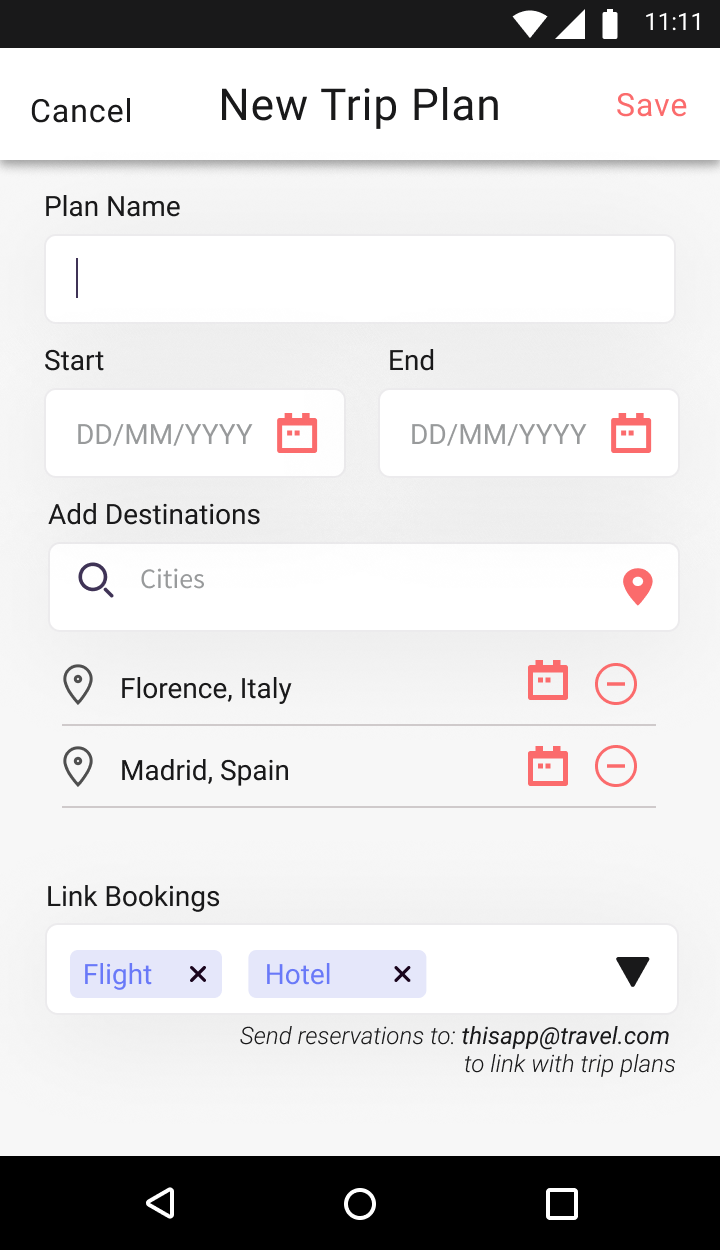 11:11
Cancel New Trip Plan Save
Plan Name
Start End
DD/MM/YYYY DD/MM/YYYY
Add Destinations
Cities
Florence, Italy
Madrid, Spain
Link Bookings
Flight Hotel
Send reservations to: thisapp@travel.com
to link with trip plans